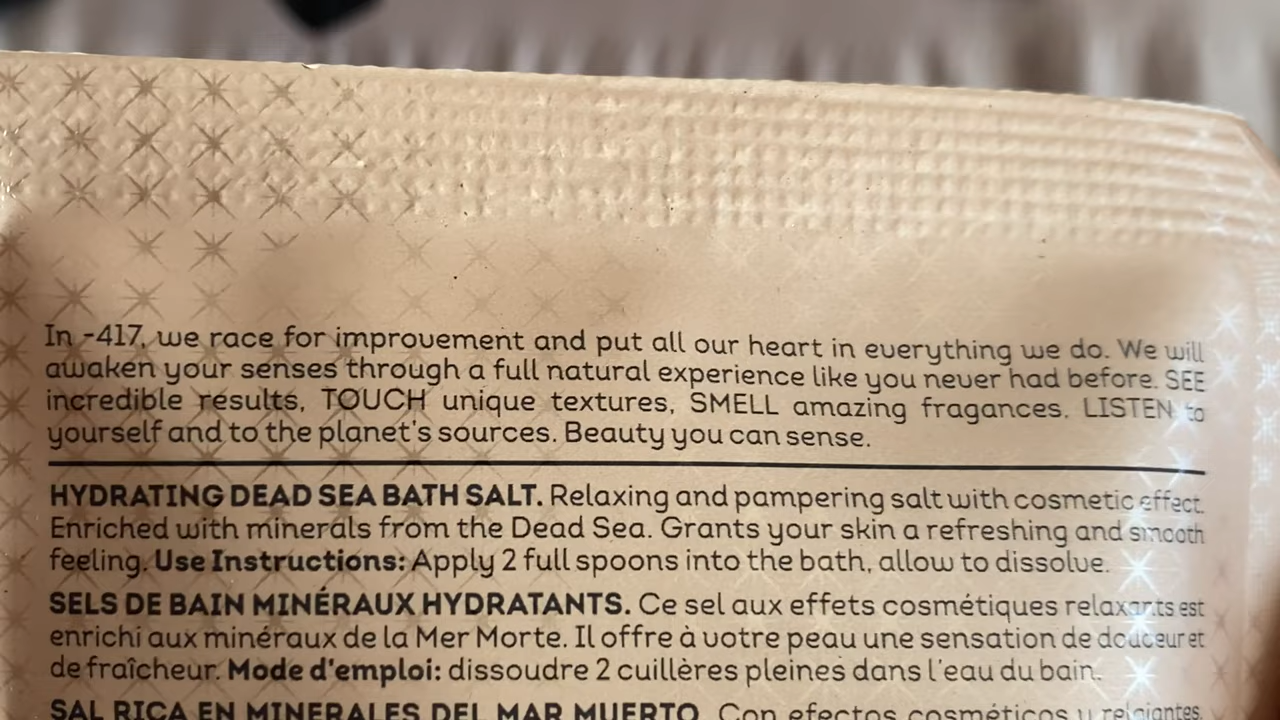 In -417, we race for improvement and put all our heart in everything we do. We will
awaken your senses through a full natural experience like you never had before. SEE
incredible results, TOUCH unique textures, SMELL amazing fragances. LISTEN to
yourself and to the planet's sources. Beauty you can sense.
HYDRATING DEAD SEA BATH SALT. Relaxing and pampering salt with cosmetic effect.
Enriched with minerals from the Dead Sea. Grants your skin a refreshing and smooth
feeling. Use Instructions: Apply 2 full spoons into the bath, allow to dissolve.
SELS DE BAIN MINÉRAUX HYDRATANTS. Ce sel aux effets cosmétiques relaxants est
enrichi aux minéraux de la Mer Morte. Il offre à votre peau une sensation de douceur et
de fraîcheur. Mode d'emploi: dissoudre 2 cuillères pleines dans l'eau du bain.
SAL RICA EN MINERALES DEL MAR MUERTO. Con efectos cosméticos y relajantes,